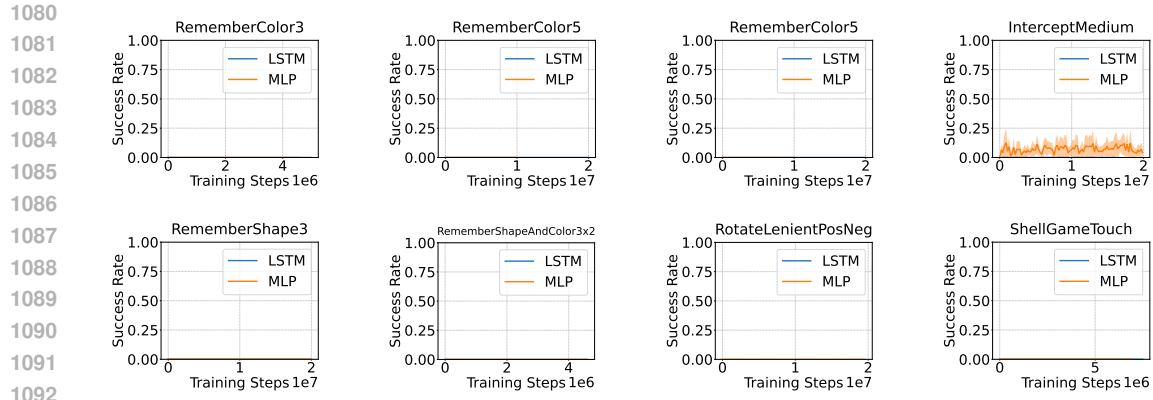 1080
1081
1082
1083
1084
1085
1086
1087
1088
1089
1090
1091
1092
RememberColor3
1.00
0.75
0.50
0.25
0.00
Success Rate
LSTM
MLP
0 2 4
Training Steps 1e6
RememberColor5
1.00
0.75
0.50
0.25
0.00
Success Rate
LSTM
MLP
0 1 2
Training Steps 1e7
RememberColor5
1.00
0.75
0.50
0.25
0.00
Success Rate
LSTM
MLP
0 1 2
Training Steps 1e7
InterceptMedium
1.00
0.75
0.50
0.25
0.00
Success Rate
LSTM
MLP
0 1 2
Training Steps 1e7
RememberShape3
1.00
0.75
0.50
0.25
0.00
Success Rate
LSTM
MLP
0 1 2
Training Steps 1e7
RememberShapeAndColor3x2
1.00
0.75
0.50
0.25
0.00
Success Rate
LSTM
MLP
0 2 4
Training Steps 1e6
RotateLenientPosNeg
1.00
0.75
0.50
0.25
0.00
Success Rate
LSTM
MLP
0 1 2
Training Steps 1e7
ShellGameTouch
1.00
0.75
0.50
0.25
0.00
Success Rate
LSTM
MLP
0 5
Training Steps 1e6